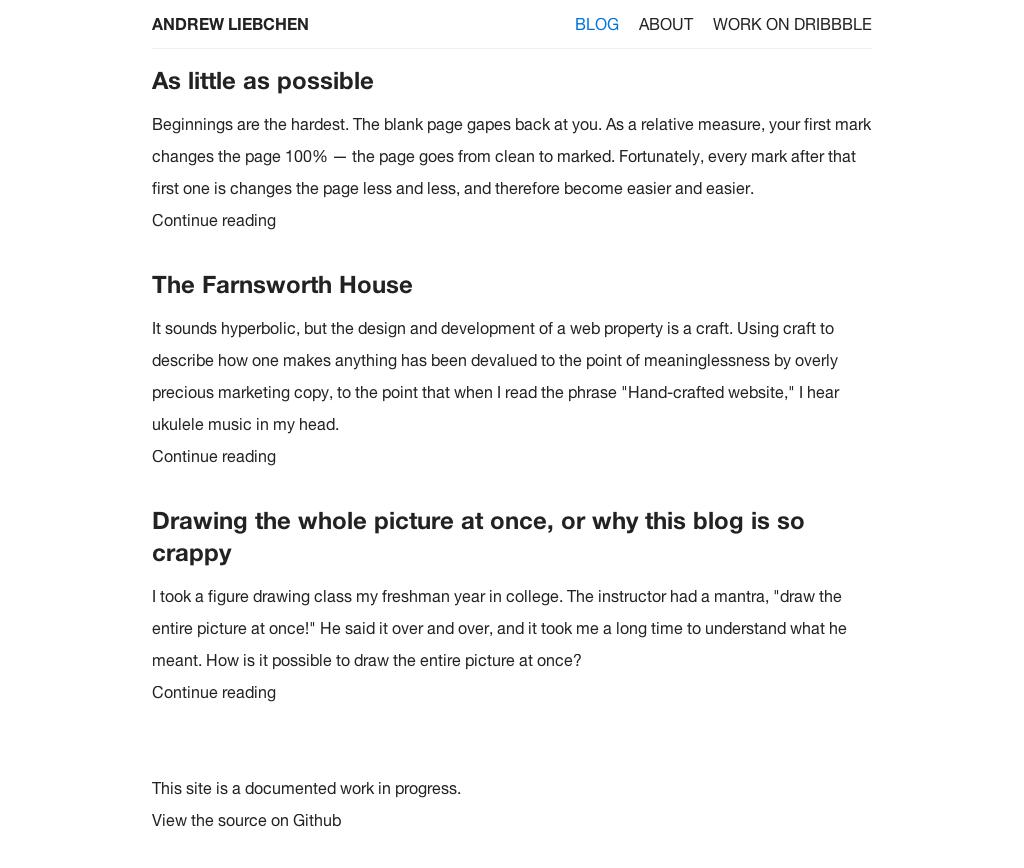 ANDREW LIEBCHEN
BLOG ABOUT WORK ON DRIBBBLE
As little as possible
Beginnings are the hardest. The blank page gapes back at you. As a relative measure, your first mark
changes the page 100% — the page goes from clean to marked. Fortunately, every mark after that
first one is changes the page less and less, and therefore become easier and easier.
Continue reading
The Farnsworth House
It sounds hyperbolic, but the design and development of a web property is a craft. Using craft to
describe how one makes anything has been devalued to the point of meaninglessness by overly
precious marketing copy, to the point that when I read the phrase "Hand-crafted website," I hear
ukulele music in my head.
Continue reading
Drawing the whole picture at once, or why this blog is so
crappy
I took a figure drawing class my freshman year in college. The instructor had a mantra, "draw the
entire picture at once!" He said it over and over, and it took me a long time to understand what he
meant. How is it possible to draw the entire picture at once?
Continue reading
This site is a documented work in progress.
View the source on Github